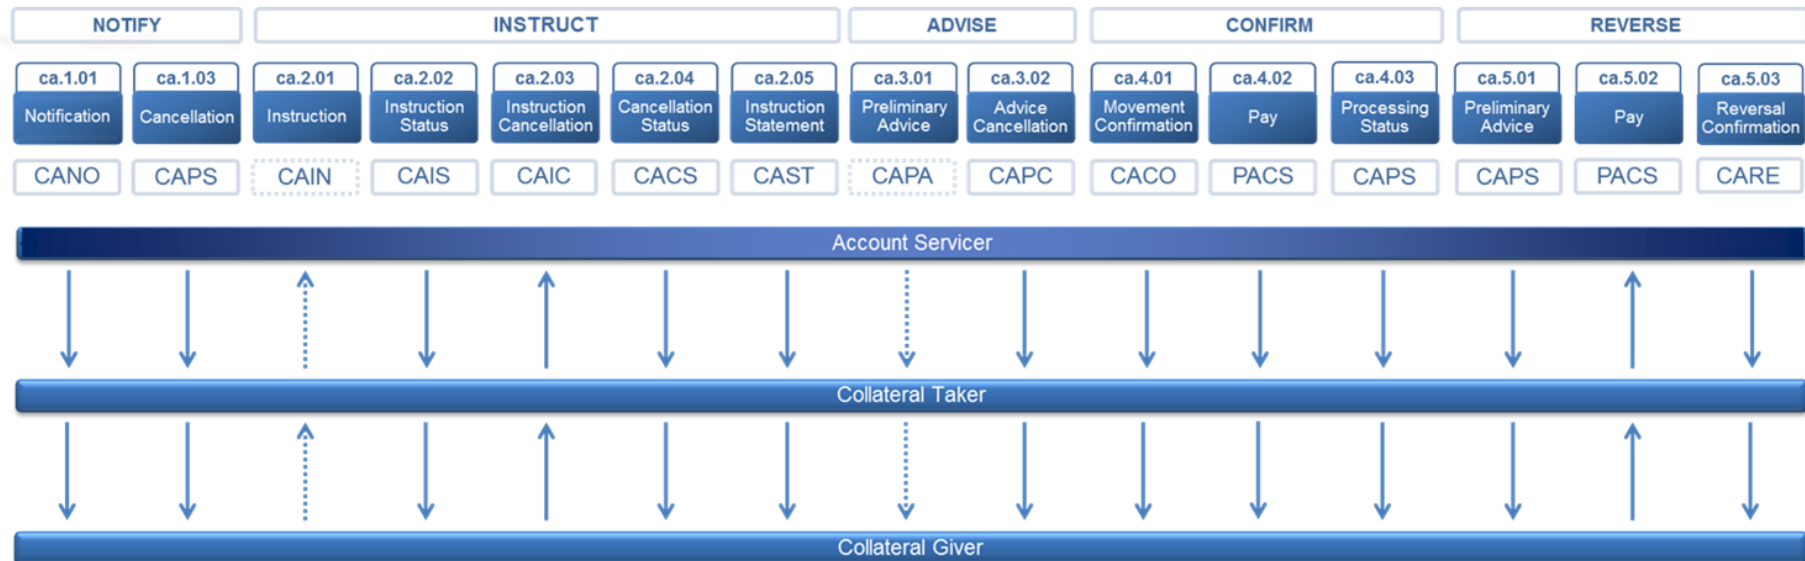 NOTIFY INSTRUCT ADVISE CONFIRM REVERSE
ca.1.01 ca.1.03 ca.2.01 ca.2.02 ca.2.03 ca.2.04 ca.2.05 ca.3.01 ca.3.02 ca.4.01 ca.4.02 ca.4.03 ca.5.01 ca.5.02 ca.5.03
Notification
Cancellation
Instruction
Instruction
Status
Instruction
Cancellation
Cancellation
Status
Instruction
Statement
Preliminary
Advice
Advice
Cancellation
Movement
Confirmation
Pay
Processing
Status
Preliminary
Advice
Pay
Reversal
Confirmation
CANO CAPS CAIN CAIS CAIC CACS CAST CAPA CAPC CACO PACS CAPS CAPS PACS CARE
Account Servicer
Collateral Taker
Collateral Giver